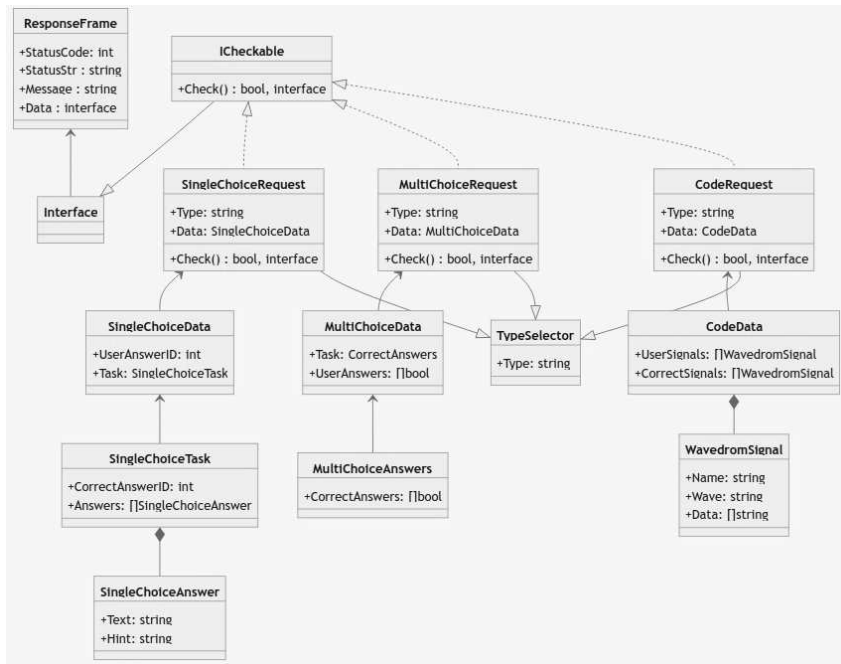 ResponseFrame
+StatusCode: int
+StatusStr : string
+Message : string
+Data : interface
ICheckable
+Check() : bool, interface
Interface
SingleChoiceRequest
+Type: string
+Data: SingleChoiceData
+Check() : bool, interface
MultiChoiceRequest
+Type: string
+Data: MultiChoiceData
+Check() : bool, interface
CodeRequest
+Type: string
+Data: CodeData
+Check() : bool, interface
SingleChoiceData
+UserAnswerID: int
+Task: SingleChoiceTask
MultiChoiceData
+Task: CorrectAnswers
+UserAnswers: []bool
TypeSelector
+Type: string
CodeData
+UserSignals: []WavedromSignal
+CorrectSignals: []WavedromSignal
SingleChoiceTask
+CorrectAnswerID: int
+Answers: []SingleChoiceAnswer
MultiChoiceAnswers
+CorrectAnswers: []bool
WavedromSignal
+Name: string
+Wave: string
+Data: []string
SingleChoiceAnswer
+Text: string
+Hint: string